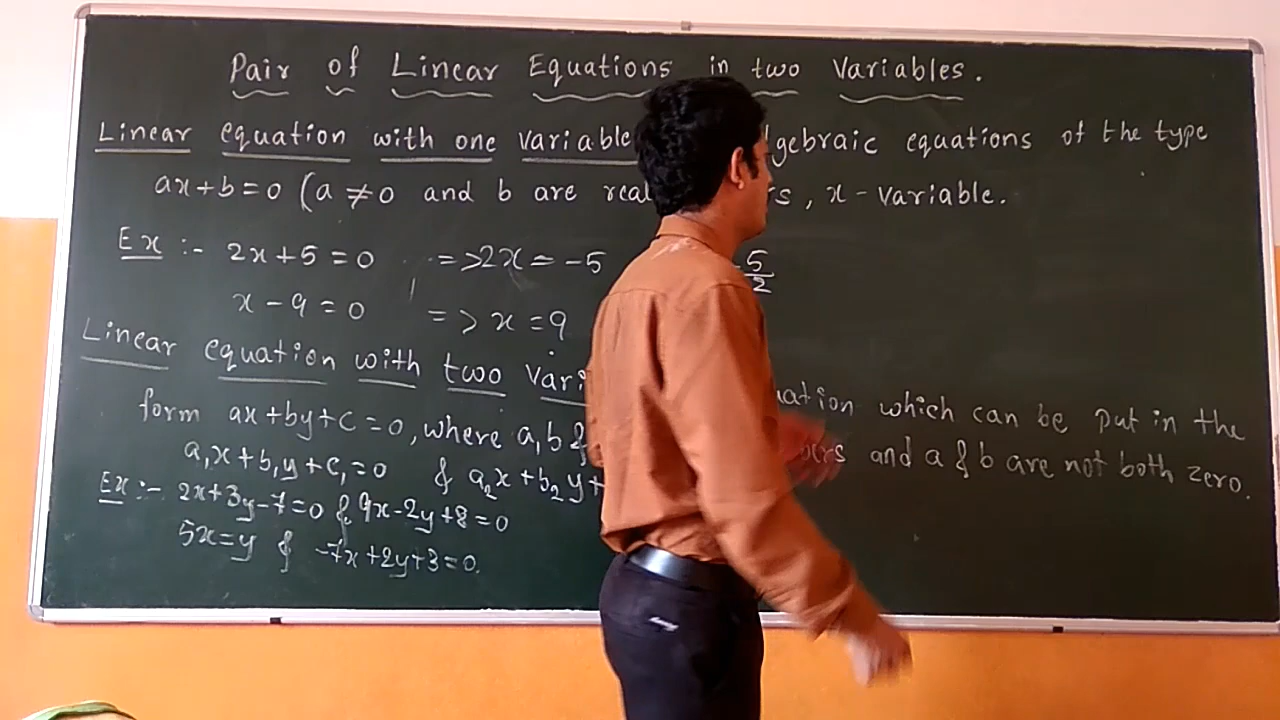 Pair of Linear Equations in two Variables.
Linear equation with one variable gebraic equations of the type
ax+b=0 (a ≠0 and b are real s, x - variable.
Ex :- 2x+5=0 => 2x = -5 5/2
x-9=0 => x=9
Linear equation with two Vari uation which can be put in the
form ax+by+c=0, where a, b & bers and a & b are not both zero.
a₁x+b₁y+c₁=0 & a₂x+b₂y+
Ex :- 2x+3y-7=0 & 9x-2y+8=0
5x=y & -7x+2y+3=0.